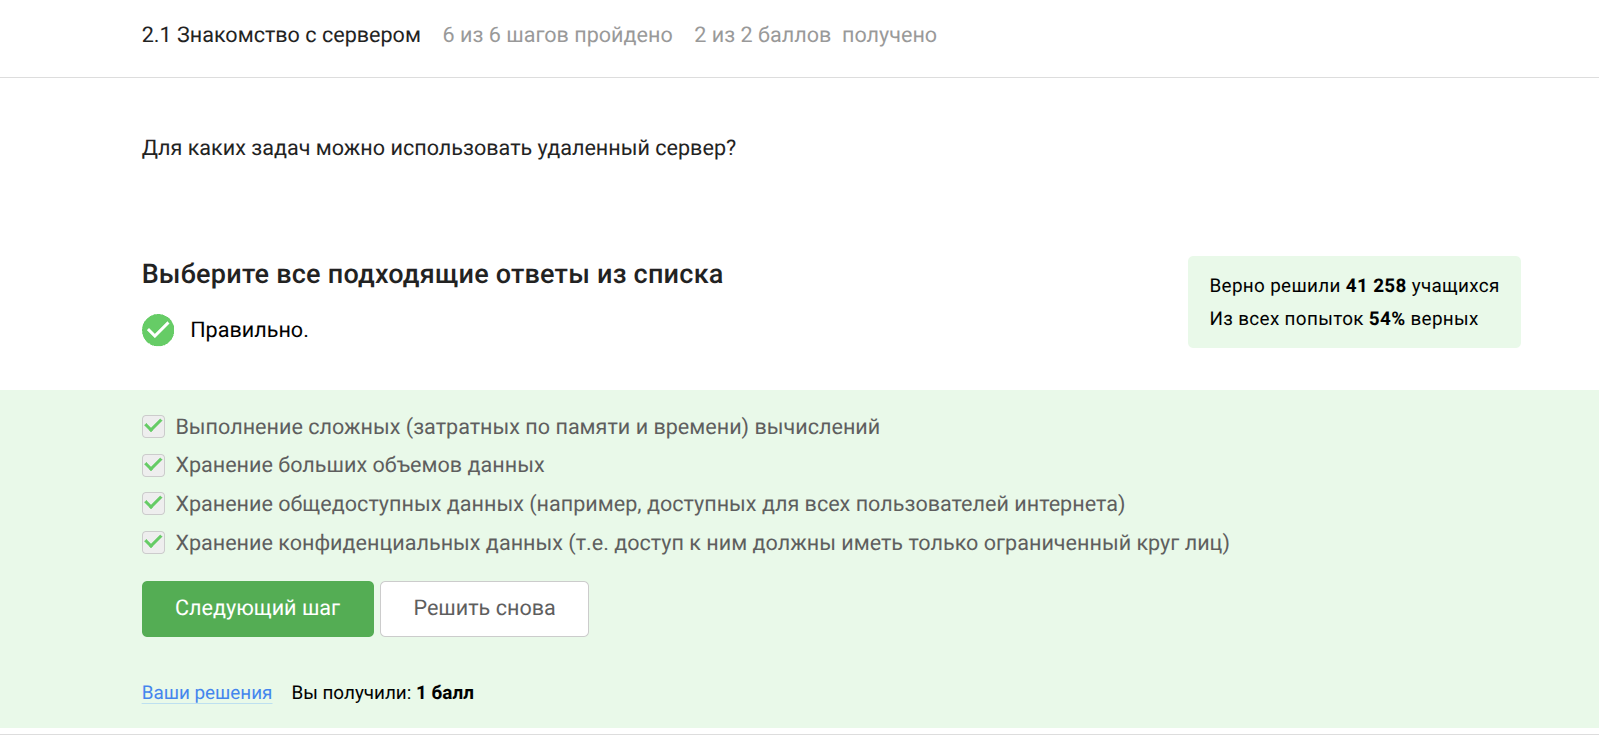 2.1 Знакомство с сервером 6 из 6 шагов пройдено 2 из 2 баллов получено
Для каких задач можно использовать удаленный сервер?
Выберите все подходящие ответы из списка
Правильно.
Верно решили 41 258 учащихся
Из всех попыток 54% верных
Выполнение сложных (затратных по памяти и времени) вычислений
Хранение больших объемов данных
Хранение общедоступных данных (например, доступных для всех пользователей интернета)
Хранение конфиденциальных данных (т.е. доступ к ним должны иметь только ограниченный круг лиц)
Следующий шаг Решить снова
Ваши решения Вы получили: 1 балл